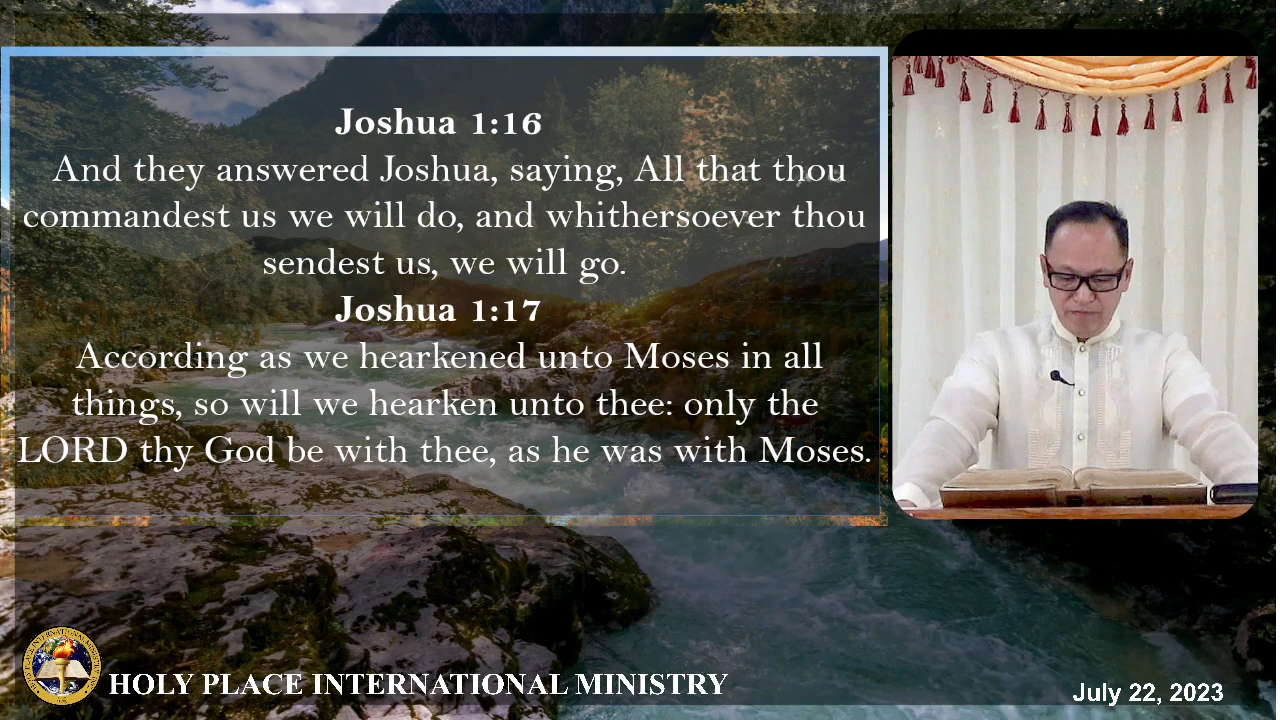 Joshua 1:16
And they answered Joshua, saying, All that thou
commandest us we will do, and whithersoever thou
sendest us, we will go.
Joshua 1:17
According as we hearkened unto Moses in all
things, so will we hearken unto thee: only the
LORD thy God be with thee, as he was with Moses.
HOLY PLACE INTERNATIONAL MINISTRY
July 22, 2023